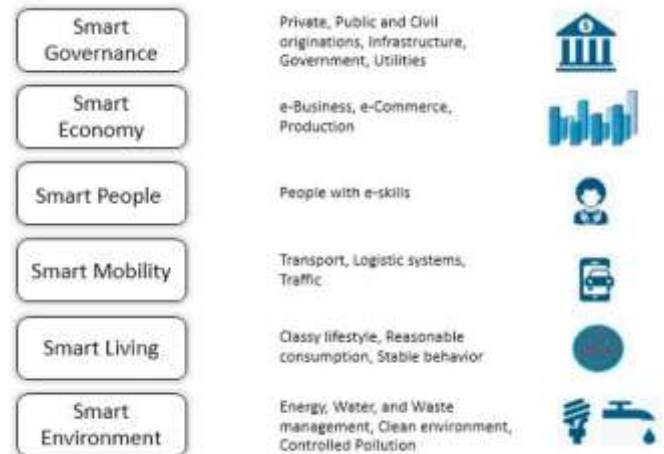 Smart
Governance
Private, Public and Civil
originations, Infrastructure,
Government, Utilities
Smart
Economy
e-Business, e-Commerce,
Production
Smart People
People with e-skills
Smart Mobility
Transport, Logistic systems,
Traffic
Smart Living
Classy lifestyle, Reasonable
consumption, Stable behavior
Smart
Environment
Energy, Water, and Waste
management, Clean environment,
Controlled Pollution